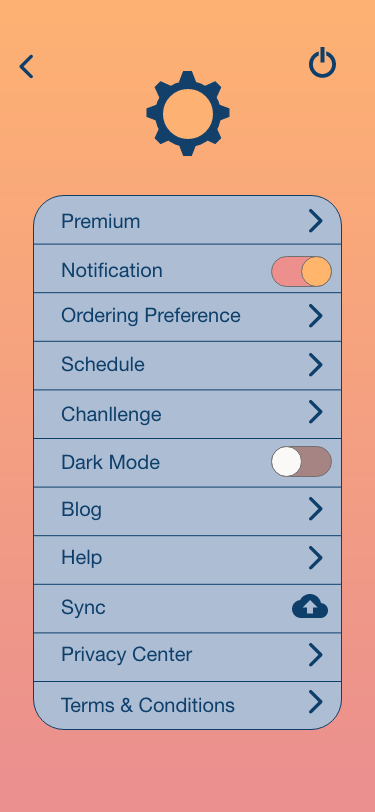 Premium
Notification
Ordering Preference
Schedule
Chanllenge
Dark Mode
Blog
Help
Sync
Privacy Center
Terms & Conditions